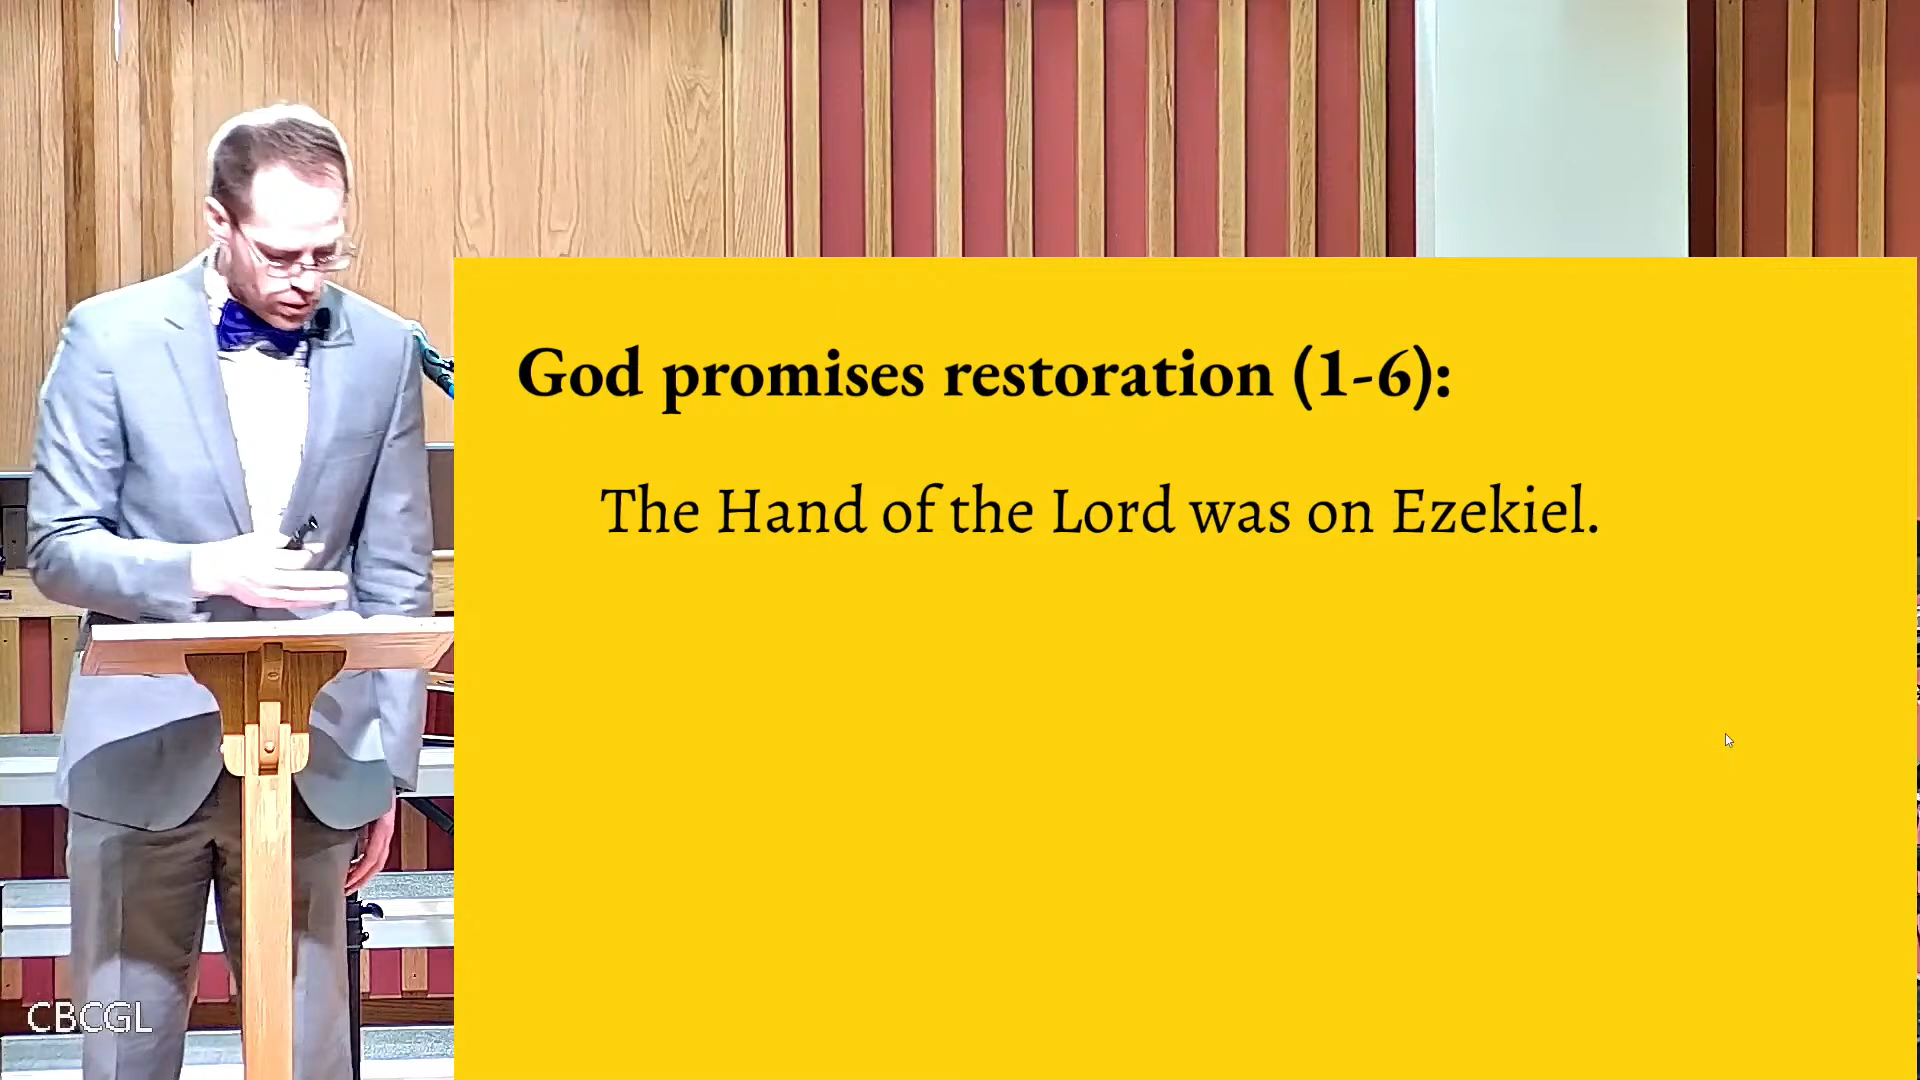 God promises restoration (1-6):
The Hand of the Lord was on Ezekiel.
CBCGL